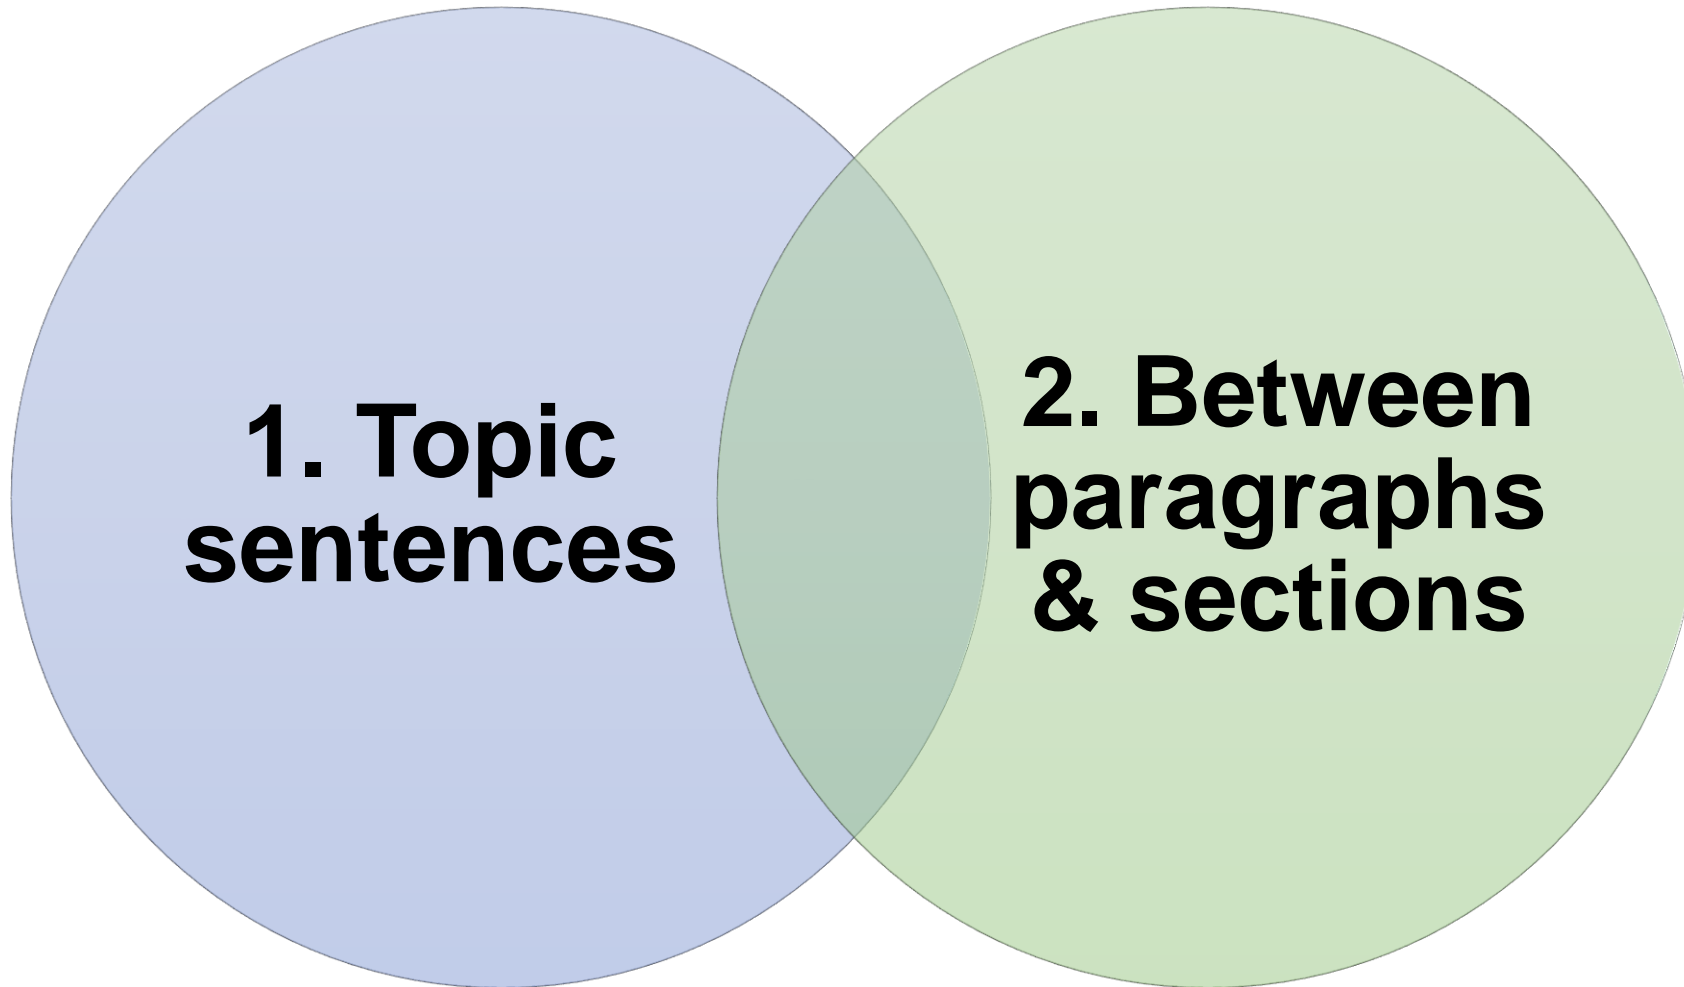 1. Topic
sentences
2. Between
paragraphs
& sections